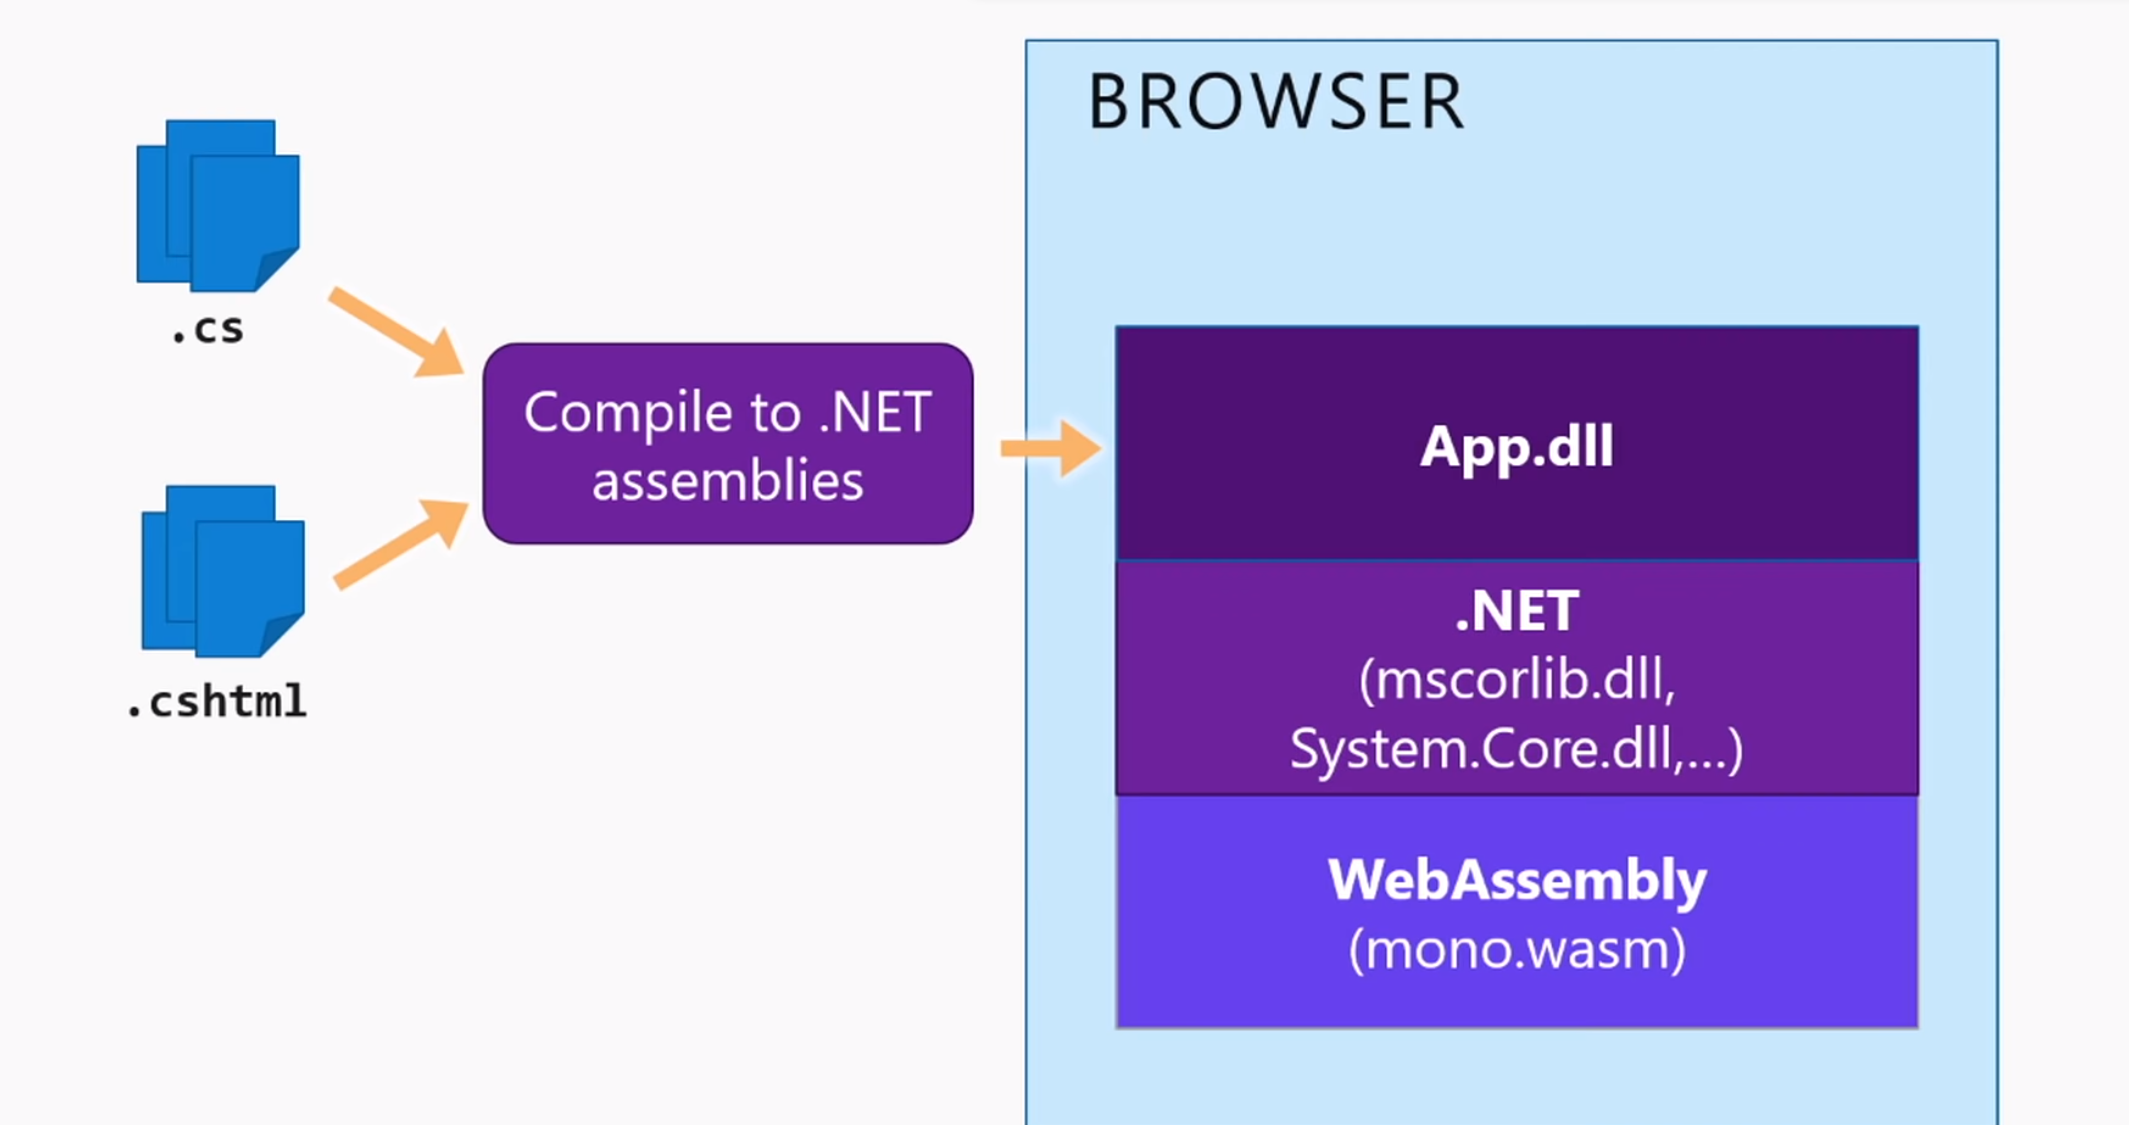 BROWSER
.cs
Compile to .NET
assemblies
.cshtml
App.dll
.NET
(mscorlib.dll,
System.Core.dll,...)
WebAssembly
(mono.wasm)